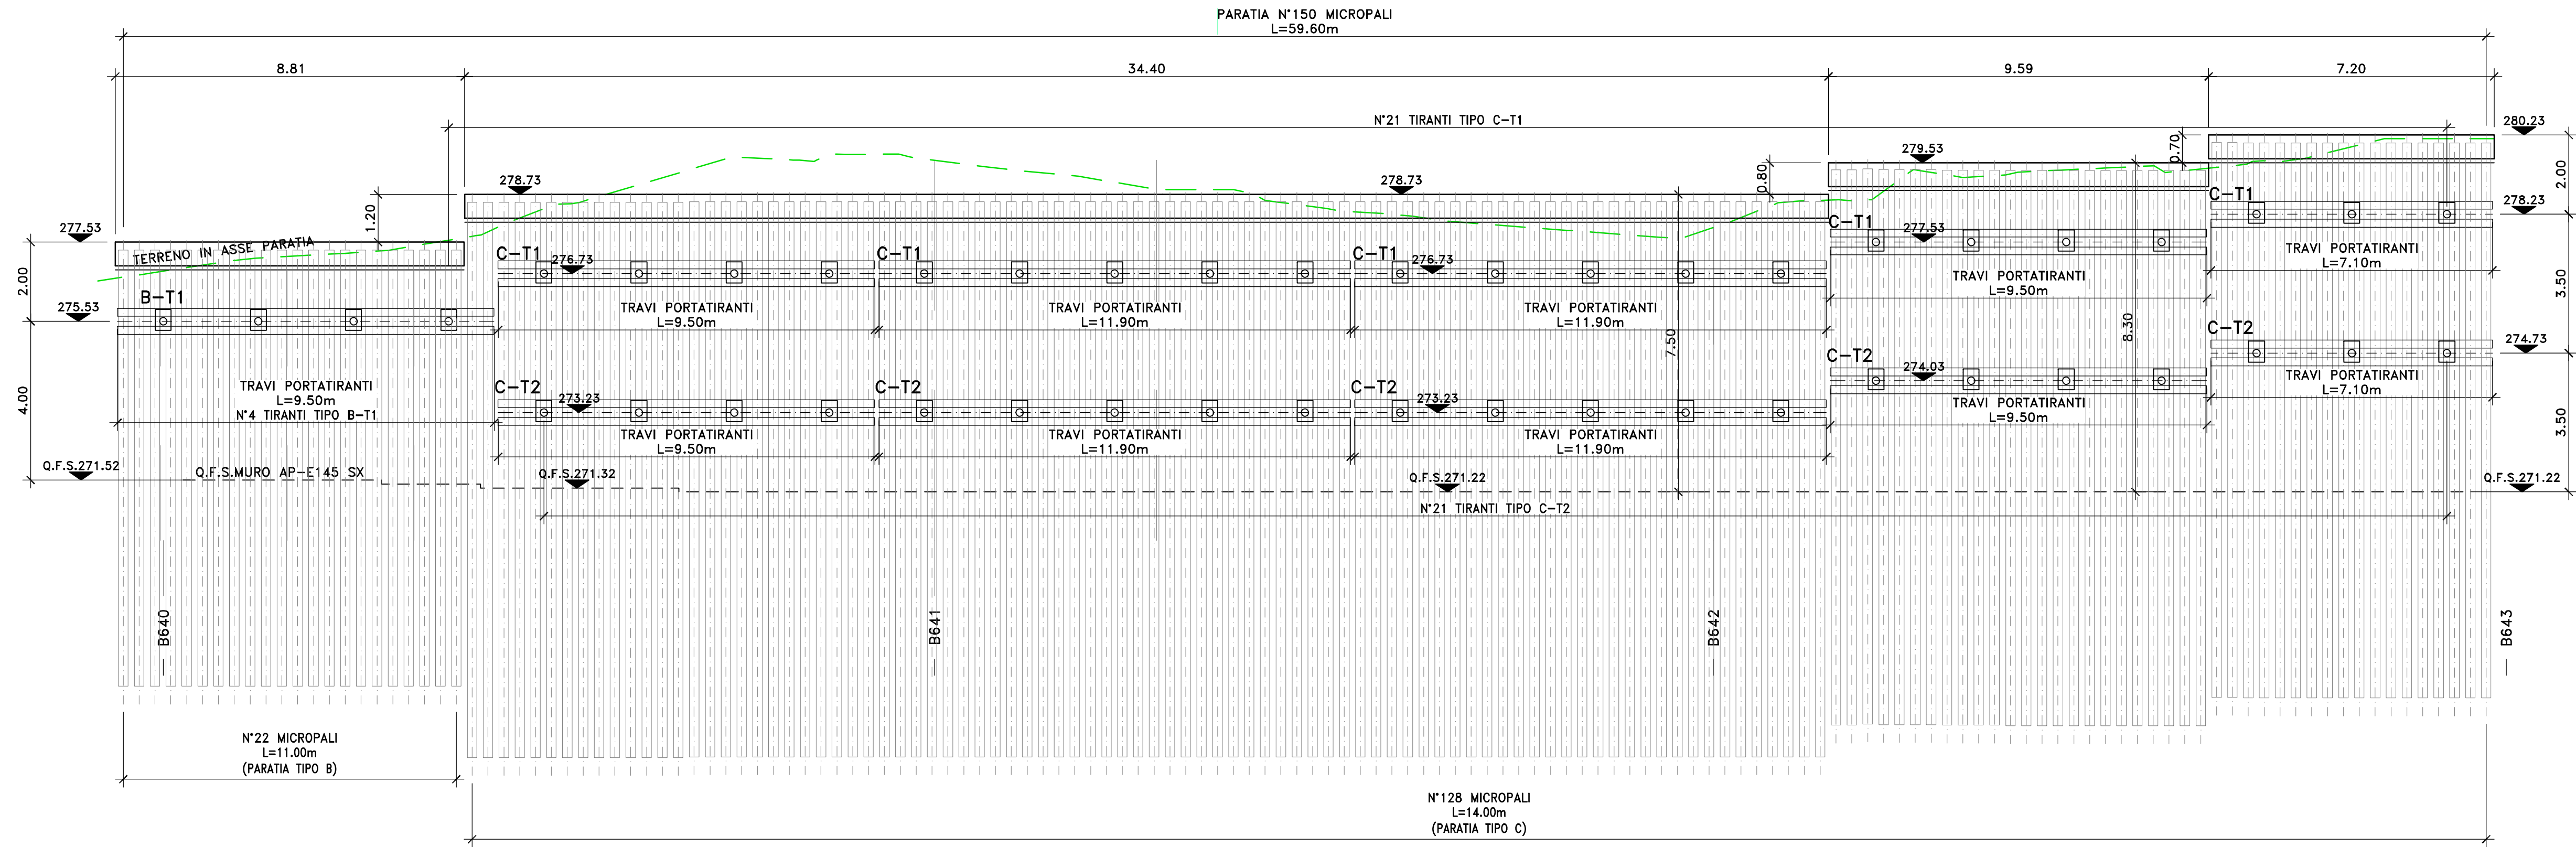 PARATIA N°150 MICROPALI
L=59.60m
8.81
34.40
9.59
7.20
N°21 TIRANTI TIPO C-T1
280.23
0.70
279.53
0.80
278.73
278.73
1.20
277.53
TERRENO IN ASSE PARATIA
2.00
2.00
C-T1
278.23
C-T1
277.53
C-T1
276.73
C-T1
C-T1
276.73
B-T1
275.53
TRAVI PORTATIRANTI
L=7.10m
TRAVI PORTATIRANTI
L=9.50m
3.50
TRAVI PORTATIRANTI
L=9.50m
TRAVI PORTATIRANTI
L=11.90m
TRAVI PORTATIRANTI
L=11.90m
7.50
8.30
C-T2
274.73
C-T2
274.03
TRAVI PORTATIRANTI
L=7.10m
TRAVI PORTATIRANTI
L=9.50m
N°4 TIRANTI TIPO B-T1
4.00
C-T2
273.23
C-T2
C-T2
273.23
TRAVI PORTATIRANTI
L=9.50m
3.50
TRAVI PORTATIRANTI
L=9.50m
TRAVI PORTATIRANTI
L=11.90m
TRAVI PORTATIRANTI
L=11.90m
Q.F.S.271.52
Q.F.S.MURO AP-E145 SX
Q.F.S.271.32
Q.F.S.271.22
Q.F.S.271.22
N°21 TIRANTI TIPO C-T2
B640
B641
B642
B643
N°22 MICROPALI
L=11.00m
(PARATIA TIPO B)
N°128 MICROPALI
L=14.00m
(PARATIA TIPO C)